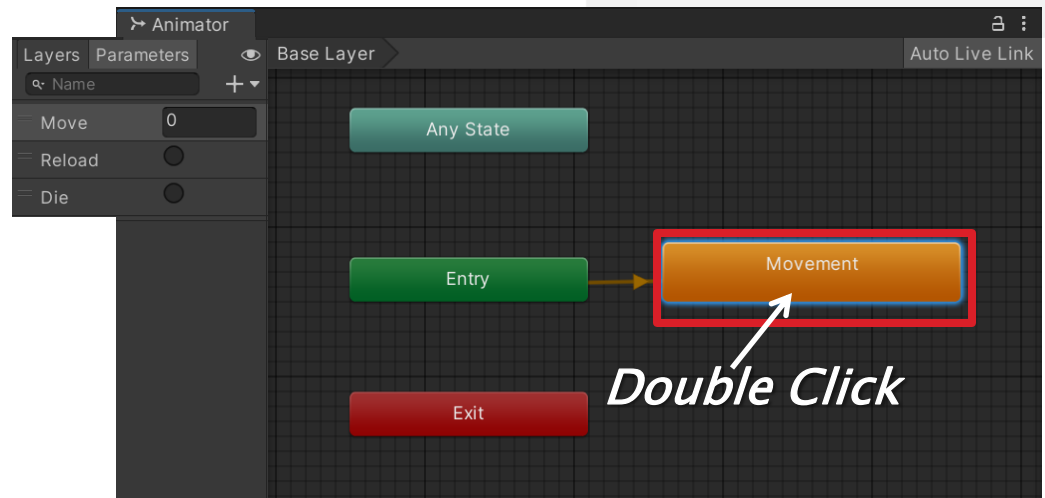 Animator
Layers Parameters
Base Layer
Auto Live Link
Name
Move 0
Reload
Die
Any State
Entry
Movement
Double Click
Exit